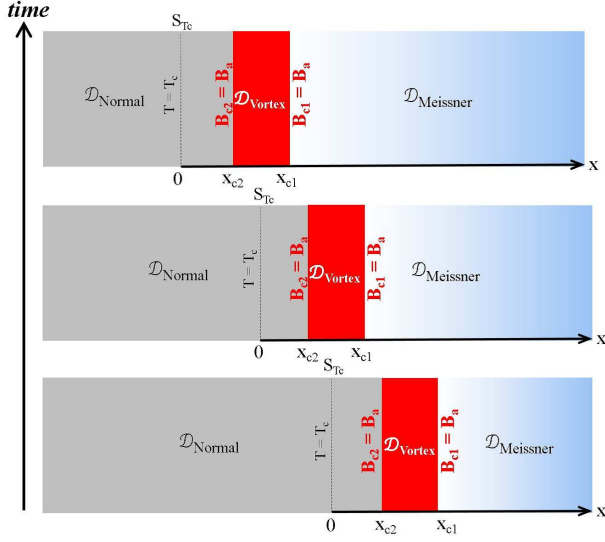 time
S_Tc
𝒟_Normal
T = T_c
B_c2 = B_a
𝒟_Vortex
B_c1 = B_a
𝒟_Meissner
0
x_c2
x_c1
x
S_Tc
𝒟_Normal
T = T_c
B_c2 = B_a
𝒟_Vortex
B_c1 = B_a
𝒟_Meissner
0
x_c2
x_c1
x
S_Tc
𝒟_Normal
T = T_c
B_c2 = B_a
𝒟_Vortex
B_c1 = B_a
𝒟_Meissner
0
x_c2
x_c1
x